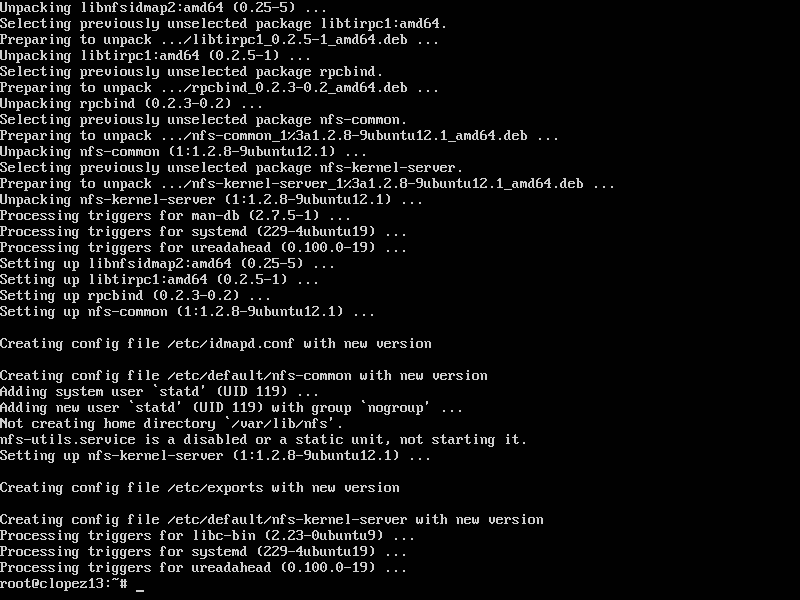 Unpacking libnfsidmap2:amd64 (0.25-5) ...
Selecting previously unselected package libtirpc1:amd64.
Preparing to unpack .../libtirpc1_0.2.5-1_amd64.deb ...
Unpacking libtirpc1:amd64 (0.2.5-1) ...
Selecting previously unselected package rpcbind.
Preparing to unpack .../rpcbind_0.2.3-0.2_amd64.deb ...
Unpacking rpcbind (0.2.3-0.2) ...
Selecting previously unselected package nfs-common.
Preparing to unpack .../nfs-common_1%3a1.2.8-9ubuntu12.1_amd64.deb ...
Unpacking nfs-common (1:1.2.8-9ubuntu12.1) ...
Selecting previously unselected package nfs-kernel-server.
Preparing to unpack .../nfs-kernel-server_1%3a1.2.8-9ubuntu12.1_amd64.deb ...
Unpacking nfs-kernel-server (1:1.2.8-9ubuntu12.1) ...
Processing triggers for man-db (2.7.5-1) ...
Processing triggers for systemd (229-4ubuntu19) ...
Processing triggers for ureadahead (0.100.0-19) ...
Setting up libnfsidmap2:amd64 (0.25-5) ...
Setting up libtirpc1:amd64 (0.2.5-1) ...
Setting up rpcbind (0.2.3-0.2) ...
Setting up nfs-common (1:1.2.8-9ubuntu12.1) ...
Creating config file /etc/idmapd.conf with new version
Creating config file /etc/default/nfs-common with new version
Adding system user `statd' (UID 119) ...
Adding new user `statd' (UID 119) with group `nogroup' ...
Not creating home directory `/var/lib/nfs'.
nfs-utils.service is a disabled or a static unit, not starting it.
Setting up nfs-kernel-server (1:1.2.8-9ubuntu12.1) ...
Creating config file /etc/exports with new version
Creating config file /etc/default/nfs-kernel-server with new version
Processing triggers for libc-bin (2.23-0ubuntu9) ...
Processing triggers for systemd (229-4ubuntu19) ...
Processing triggers for ureadahead (0.100.0-19) ...
root@clopez13:~# _